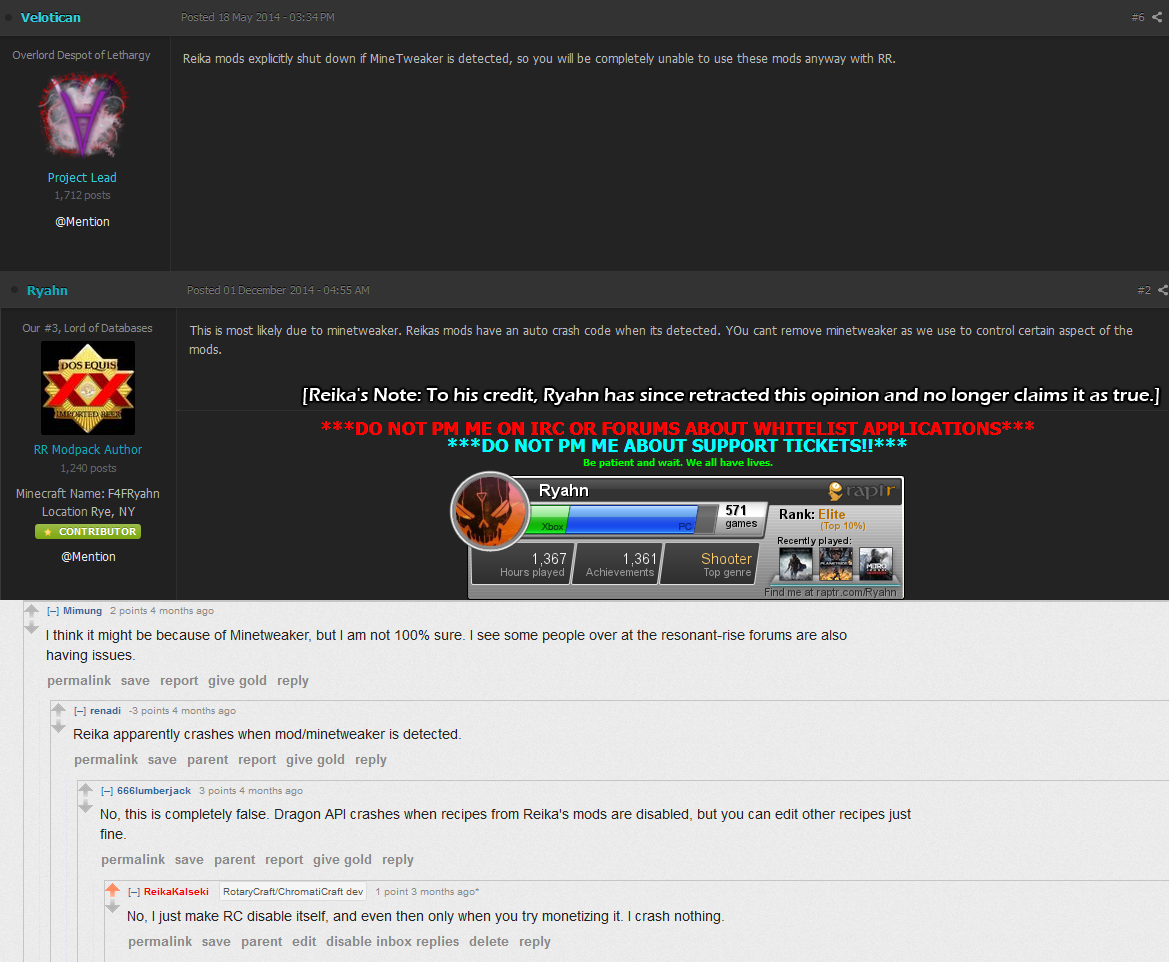 Velotican
Posted 18 May 2014 - 03:34 PM
#6
Overlord Despot of Lethargy
Reika mods explicitly shut down if MineTweaker is detected, so you will be completely unable to use these mods anyway with RR.
Project Lead
1,712 posts
@Mention
Ryahn
Posted 01 December 2014 - 04:55 AM
#2
Our #3, Lord of Databases
This is most likely due to minetweaker. Reikas mods have an auto crash code when its detected. YOu cant remove minetweaker as we use to control certain aspect of the
mods.
DOS EQUIS
XX
IMPORTED BEER
[Reika's Note: To his credit, Ryahn has since retracted this opinion and no longer claims it as true.]
RR Modpack Author
1,240 posts
Minecraft Name: F4FRyahn
Location Rye, NY
CONTRIBUTOR
@Mention
***DO NOT PM ME ON IRC OR FORUMS ABOUT WHITELIST APPLICATIONS***
***DO NOT PM ME ABOUT SUPPORT TICKETS!!***
Be patient and wait. We all have lives.
Ryahn
raptr
Xbox
PC
571
games
Rank: Elite
(Top 10%)
Recently played:
1,367
Hours played
1,361
Achievements
Shooter
Top genre
Find me at raptr.com/Ryahn
[–] Mimung 2 points 4 months ago
I think it might be because of Minetweaker, but I am not 100% sure. I see some people over at the resonant-rise forums are also
having issues.
permalink save report give gold reply
[–] renadi -3 points 4 months ago
Reika apparently crashes when mod/minetweaker is detected.
permalink save parent report give gold reply
[–] 666lumberjack 3 points 4 months ago
No, this is completely false. Dragon API crashes when recipes from Reika's mods are disabled, but you can edit other recipes just
fine.
permalink save parent report give gold reply
[–] ReikaKalseki RotaryCraft/ChromatiCraft dev 1 point 3 months ago*
No, I just make RC disable itself, and even then only when you try monetizing it. I crash nothing.
permalink save parent edit disable inbox replies delete reply